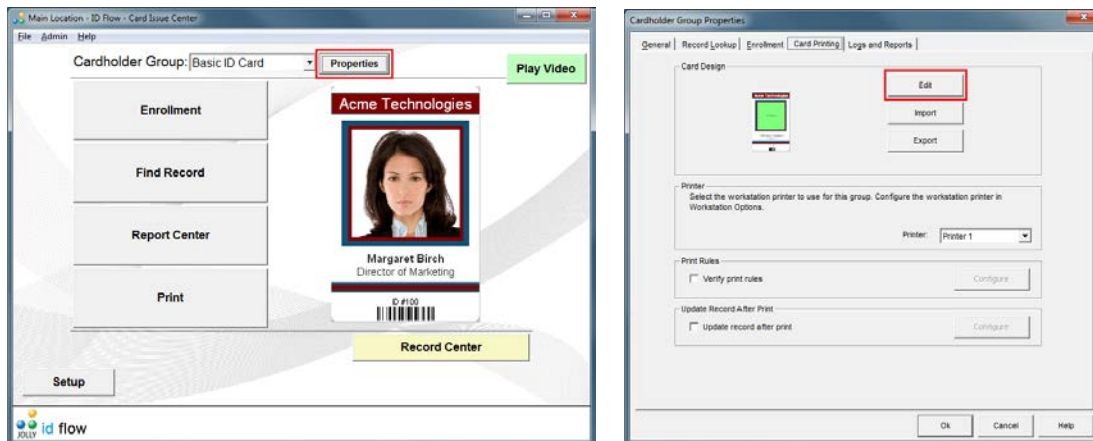 Main Location - ID Flow - Card Issue Center
File Admin Help
Cardholder Group: Basic ID Card Properties
Play Video
Enrollment
Find Record
Report Center
Print
Acme Technologies
Margaret Birch
Director of Marketing
ID #100
Record Center
Setup
JOLLY id flow
Cardholder Group Properties
General Record Lookup Enrollment Card Printing Logs and Reports
Card Design
Edit
Import
Export
Printer
Select the workstation printer to use for this group. Configure the workstation printer in
Workstation Options.
Printer: Printer 1
Print Rules
Verify print rules Configure
Update Record After Print
Update record after print Configure
Ok Cancel Help